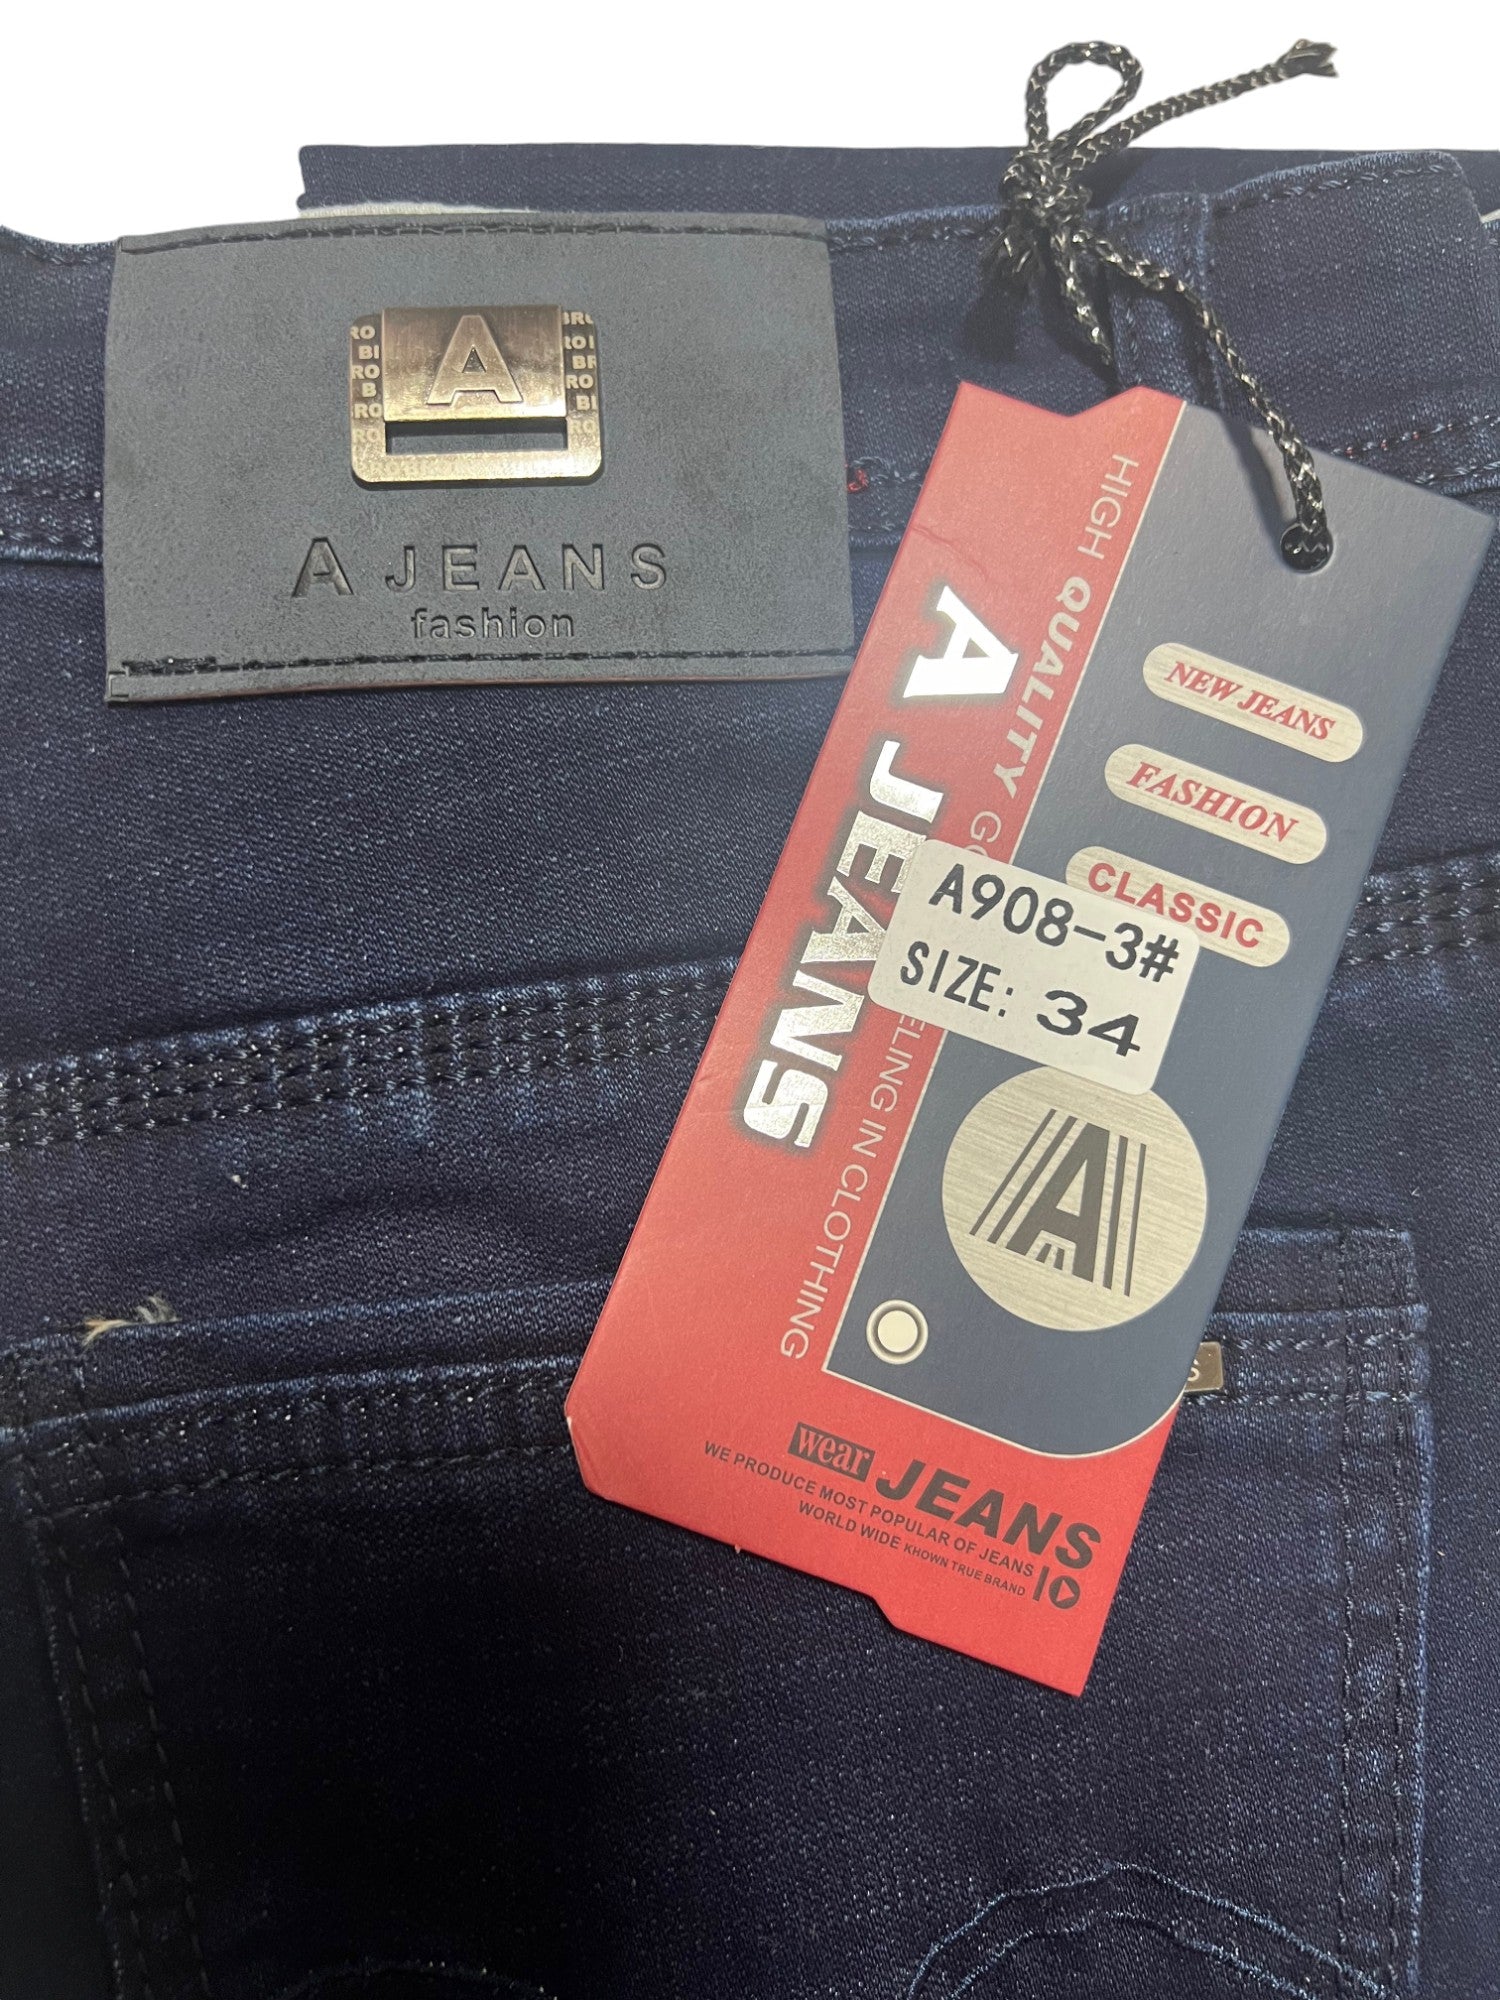 A
A JEANS
fashion
HIGH QUALITY
A JEANS
IN CLOTHING
NEW JEANS
FASHION
CLASSIC
A908-3#
SIZE: 34
A
wear JEANS
WE PRODUCE MOST POPULAR OF JEANS
WORLD WIDE KHOWN TRUE BRAND